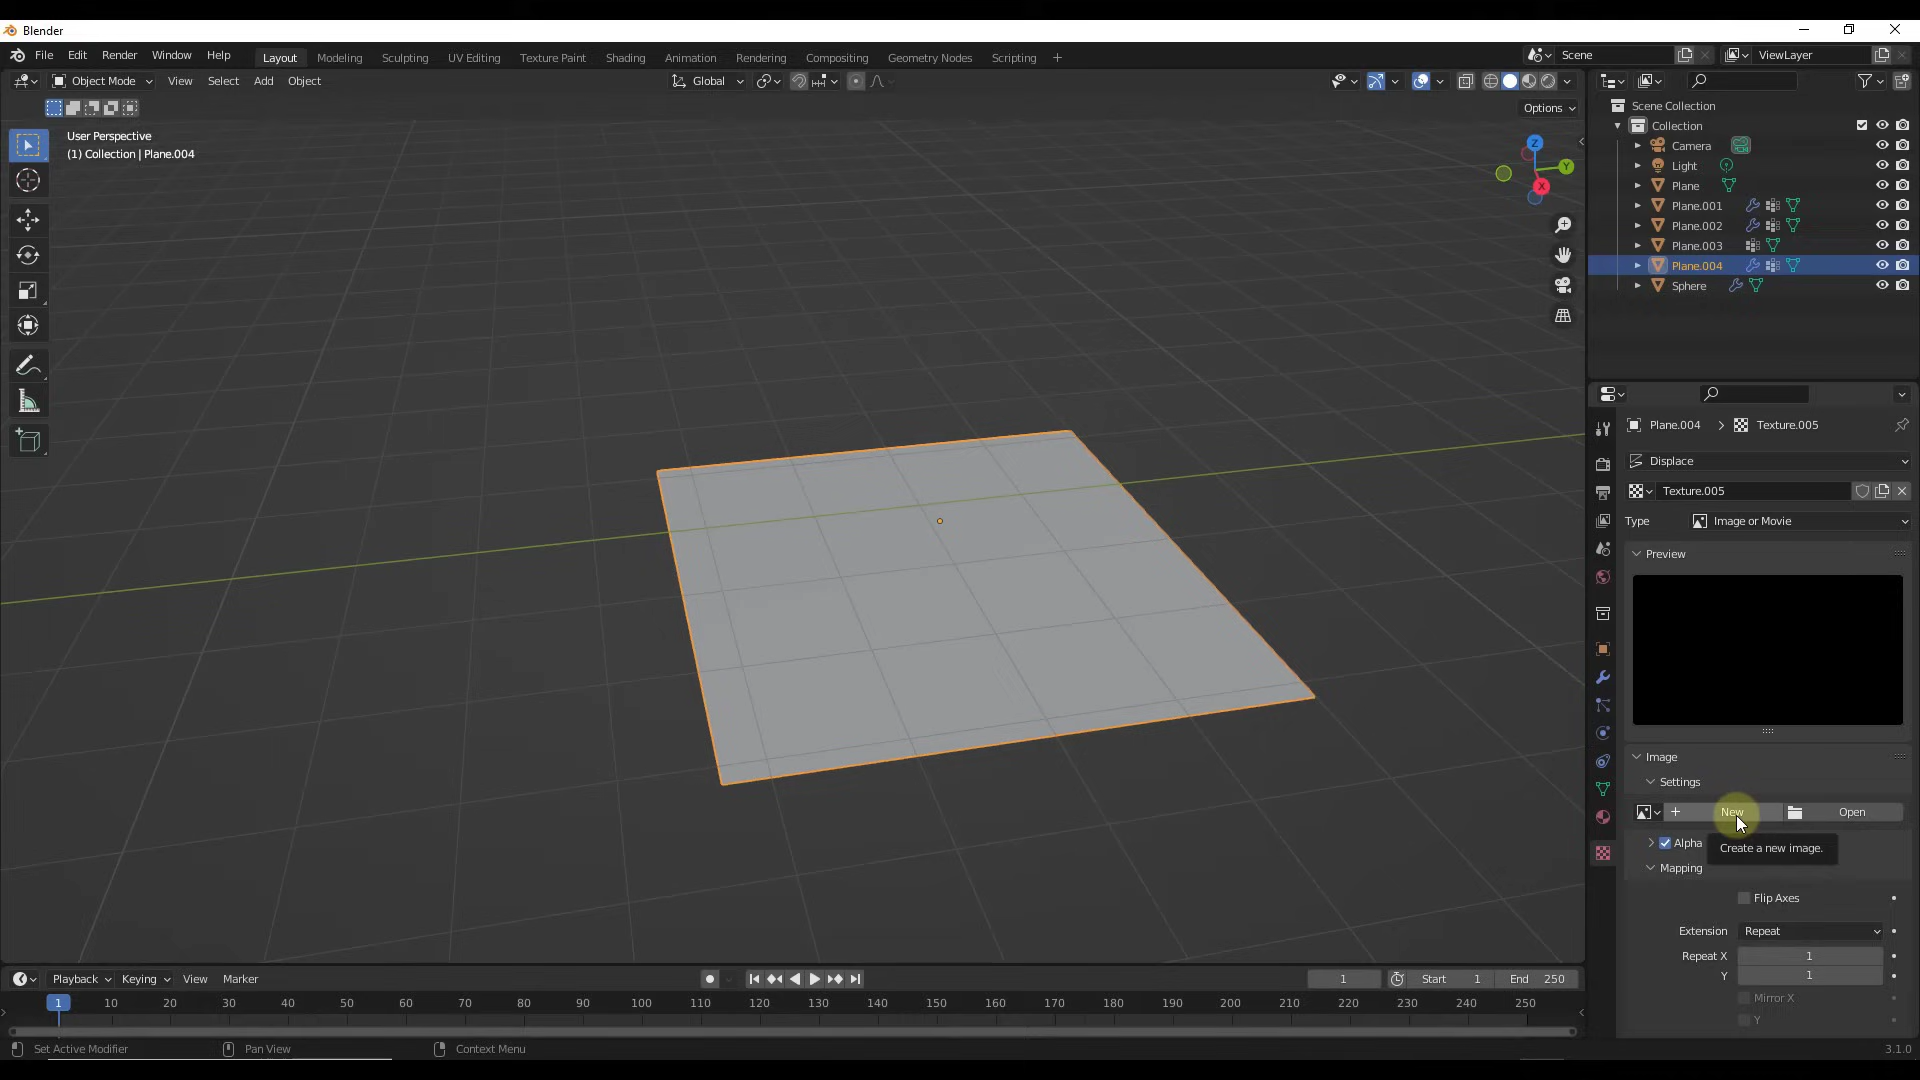 Blender
File Edit Render Window Help Layout Modeling Sculpting UV Editing Texture Paint Shading Animation Rendering Compositing Geometry Nodes Scripting + Scene ViewLayer
Object Mode View Select Add Object Global
Options
User Perspective
(1) Collection | Plane.004
Z
Y
X
Scene Collection
Collection
Camera
Light
Plane
Plane.001
Plane.002
Plane.003
Plane.004
Sphere
Plane.004 > Texture.005
Displace
Texture.005
Type Image or Movie
Preview
Image
Settings
+ New Open
Alpha
Create a new image.
Mapping
Flip Axes
Extension Repeat
Repeat X 1
Y 1
Mirror X
Y
Playback Keying View Marker 1 Start 1 End 250
1 10 20 30 40 50 60 70 80 90 100 110 120 130 140 150 160 170 180 190 200 210 220 230 240 250
Set Active Modifier Pan View Context Menu 3.1.0